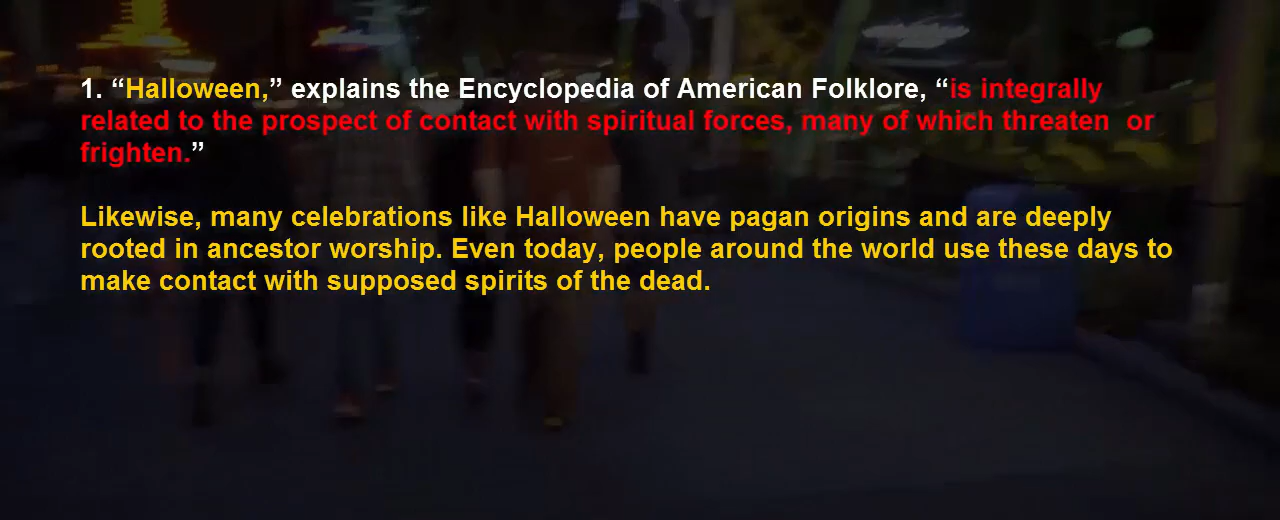 1. “Halloween,” explains the Encyclopedia of American Folklore, “is integrally
related to the prospect of contact with spiritual forces, many of which threaten  or
frighten.”
Likewise, many celebrations like Halloween have pagan origins and are deeply
rooted in ancestor worship. Even today, people around the world use these days to
make contact with supposed spirits of the dead.